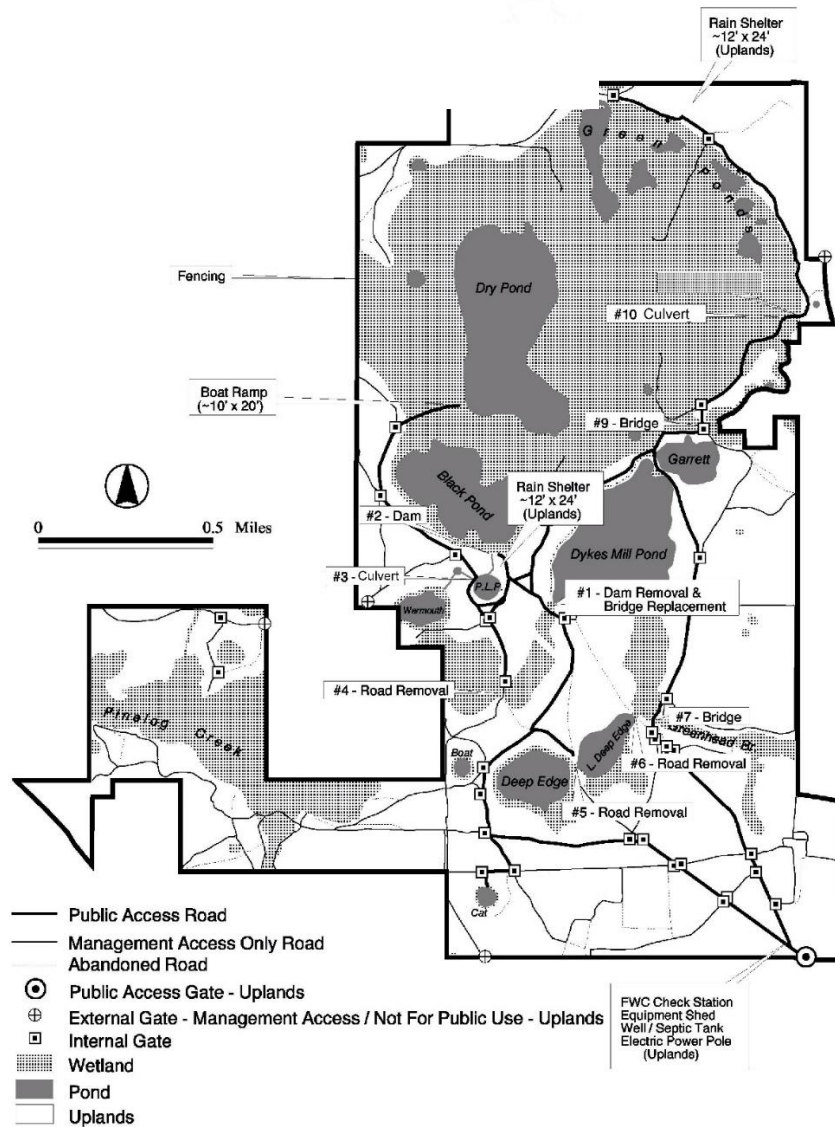 Rain Shelter
~12' x 24'
(Uplands)
Green Ponds
Fencing
Dry Pond
#10 Culvert
Boat Ramp
(~10' x 20')
#9 - Bridge
Garrett
Black Pond
Rain Shelter
~12' x 24'
(Uplands)
0 0.5 Miles
#2 - Dam
Dykes Mill Pond
#3 - Culvert
P.L.P.
Warmouth
#1 - Dam Removal &
Bridge Replacement
#4 - Road Removal
Pinelog Creek
#7 - Bridge
Greenhead Br.
Boat
L. Deep Edge
#6 - Road Removal
Deep Edge
#5 - Road Removal
Cat
Public Access Road
Management Access Only Road
Abandoned Road
Public Access Gate - Uplands
External Gate - Management Access / Not For Public Use - Uplands
Internal Gate
Wetland
Pond
Uplands
FWC Check Station
Equipment Shed
Well / Septic Tank
Electric Power Pole
(Uplands)